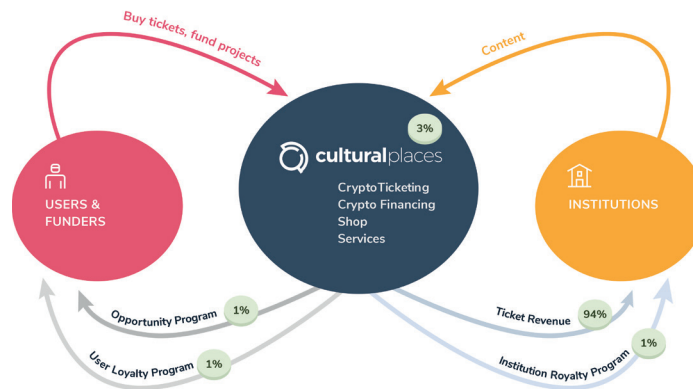 Buy tickets, fund projects
Content
3%
culturalplaces
CryptoTicketing
Crypto Financing
Shop
Services
USERS &
FUNDERS
INSTITUTIONS
Opportunity Program
1%
User Loyalty Program
1%
Ticket Revenue
94%
Institution Royalty Program
1%